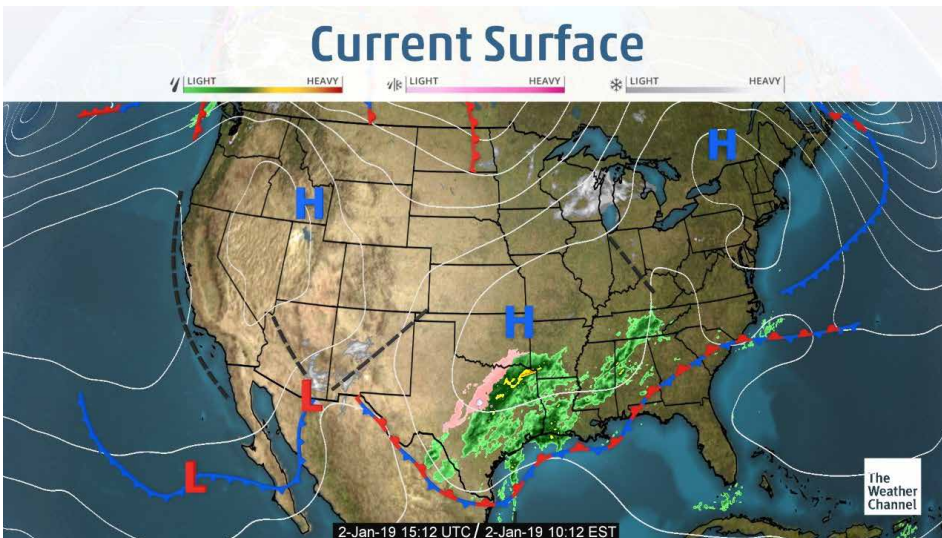 Current Surface
LIGHT HEAVY LIGHT HEAVY LIGHT HEAVY
H
H
H
L
L
The
Weather
Channel
2-Jan-19 15:12 UTC / 2-Jan-19 10:12 EST